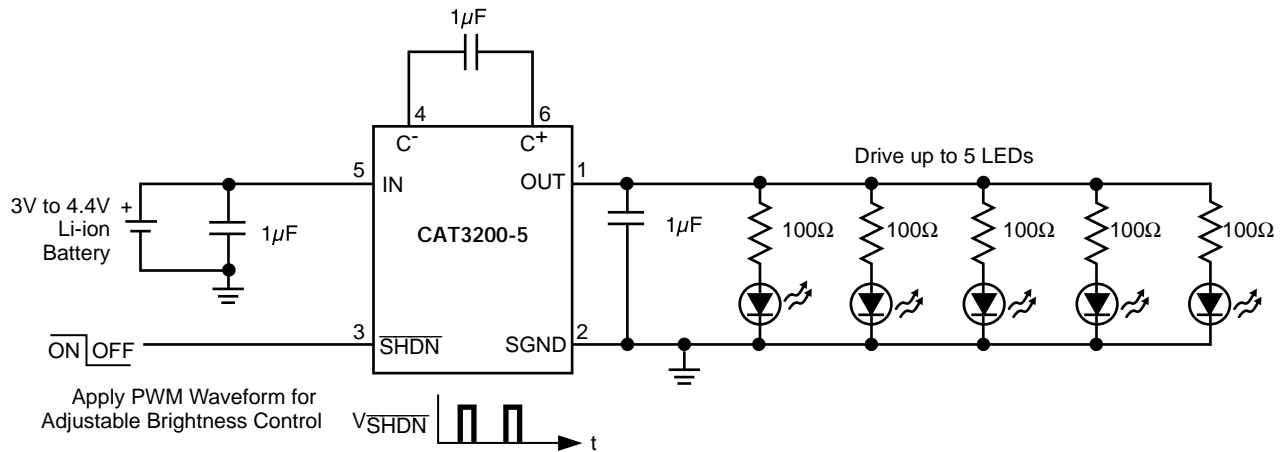 1µF
4
6
C-
C+
5
IN
OUT
1
Drive up to 5 LEDs
3V to 4.4V
Li-ion
Battery
+
1µF
CAT3200-5
1µF
100Ω
100Ω
100Ω
100Ω
100Ω
ON
OFF
3
SHDN
SGND
2
Apply PWM Waveform for
Adjustable Brightness Control
VSHDN
t